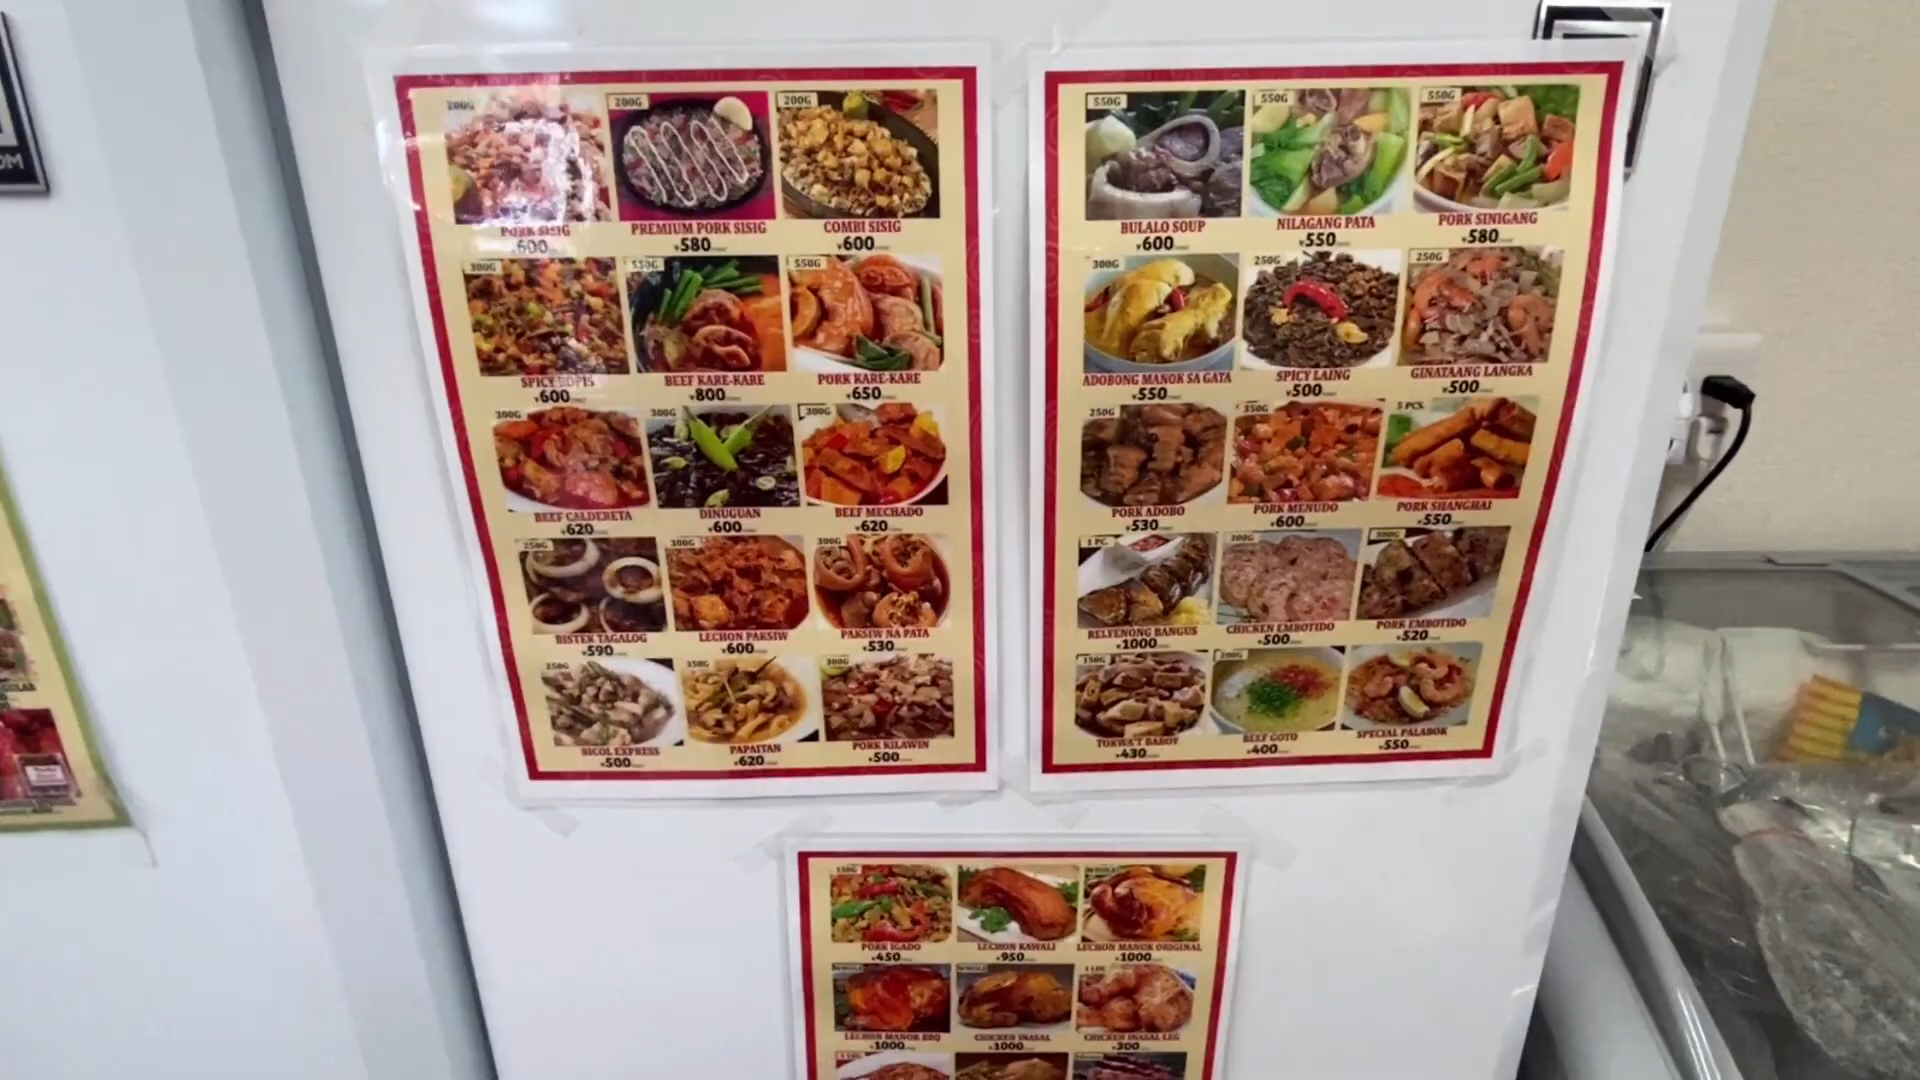 200G
200G
200G
PORK SISIG
PREMIUM PORK SISIG
COMBI SISIG
¥600
¥580
¥600
300G
550G
550G
SPICY BOPIS
BEEF KARE-KARE
PORK KARE-KARE
¥600
¥800
¥650
300G
300G
300G
BEEF CALDERETA
DINUGUAN
BEEF MECHADO
¥620
¥600
¥620
250G
300G
300G
BISTEK TAGALOG
LECHON PAKSIW
PAKSIW NA PATA
¥590
¥600
¥530
350G
300G
BICOL EXPRESS
PAPAITAN
PORK KILAWIN
¥500
¥620
¥500
550G
550G
550G
BULALO SOUP
NILAGANG PATA
PORK SINIGANG
¥600
¥550
¥580
300G
250G
250G
ADOBONG MANOK SA GATA
SPICY LAING
GINATAANG LANGKA
¥550
¥500
¥500
250G
350G
5 PCS.
PORK ADOBO
PORK MENUDO
PORK SHANGHAI
¥530
¥600
¥550
1 PC.
300G
300G
RELYENONG BANGUS
CHICKEN EMBOTIDO
PORK EMBOTIDO
¥1000
¥500
¥520
150G
200G
TOKWA'T BABOY
BEEF GOTO
SPECIAL PALABOK
¥430
¥400
¥550
150G
PORK IGADO
LECHON KAWALI
LECHON MANOK ORIGINAL
¥450
¥950
¥1000
LECHON MANOK BBQ
CHICKEN INASAL
CHICKEN INASAL LEG
¥1000
¥1000
¥300